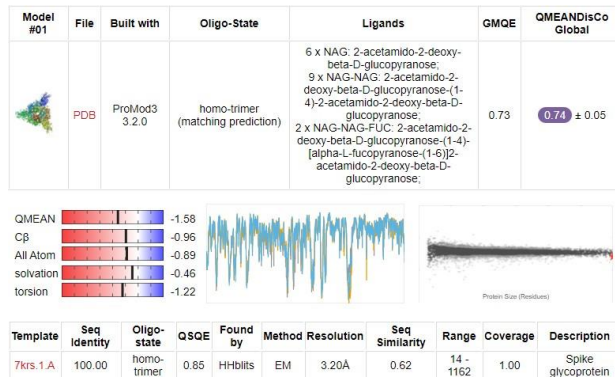 Model #01 File Built with Oligo-State Ligands GMQE QMEANDisCo Global
PDB ProMod3 3.2.0 homo-trimer (matching prediction)
6 x NAG: 2-acetamido-2-deoxy-
beta-D-glucopyranose;
9 x NAG-NAG: 2-acetamido-2-
deoxy-beta-D-glucopyranose-(1-
4)-2-acetamido-2-deoxy-beta-D-
glucopyranose;
2 x NAG-NAG-FUC: 2-acetamido-2-
deoxy-beta-D-glucopyranose-(1-4)-
[alpha-L-fucopyranose-(1-6)]2-
acetamido-2-deoxy-beta-D-
glucopyranose;
0.73 0.74 ± 0.05
QMEAN -1.58
Cβ -0.96
All Atom -0.89
solvation -0.46
torsion -1.22
Protein Size (Residues)
Template Seq Identity Oligo-state QSQE Found by Method Resolution Seq Similarity Range Coverage Description
7krs.1.A 100.00 homo-trimer 0.85 HHblits EM 3.20Å 0.62 14 - 1162 1.00 Spike glycoprotein